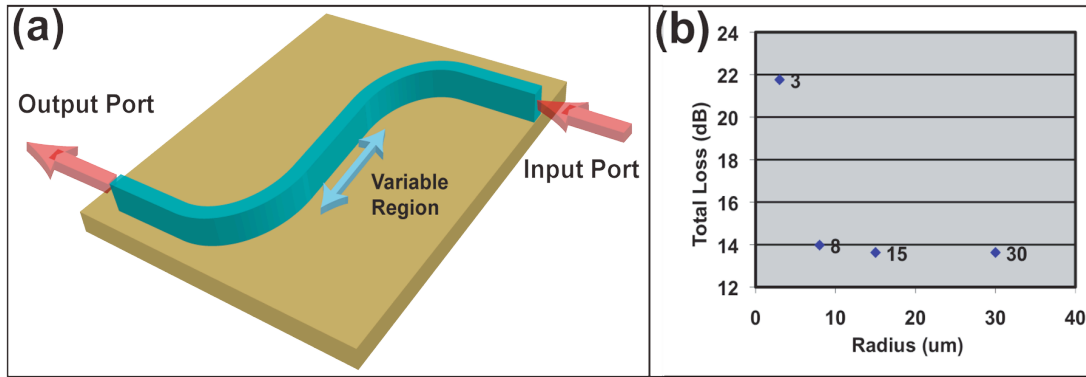 (a)
Output Port
Input Port
Variable
Region
(b)
Total Loss (dB)
24
22
20
18
16
14
12
3
8
15
30
0
10
20
30
40
Radius (um)